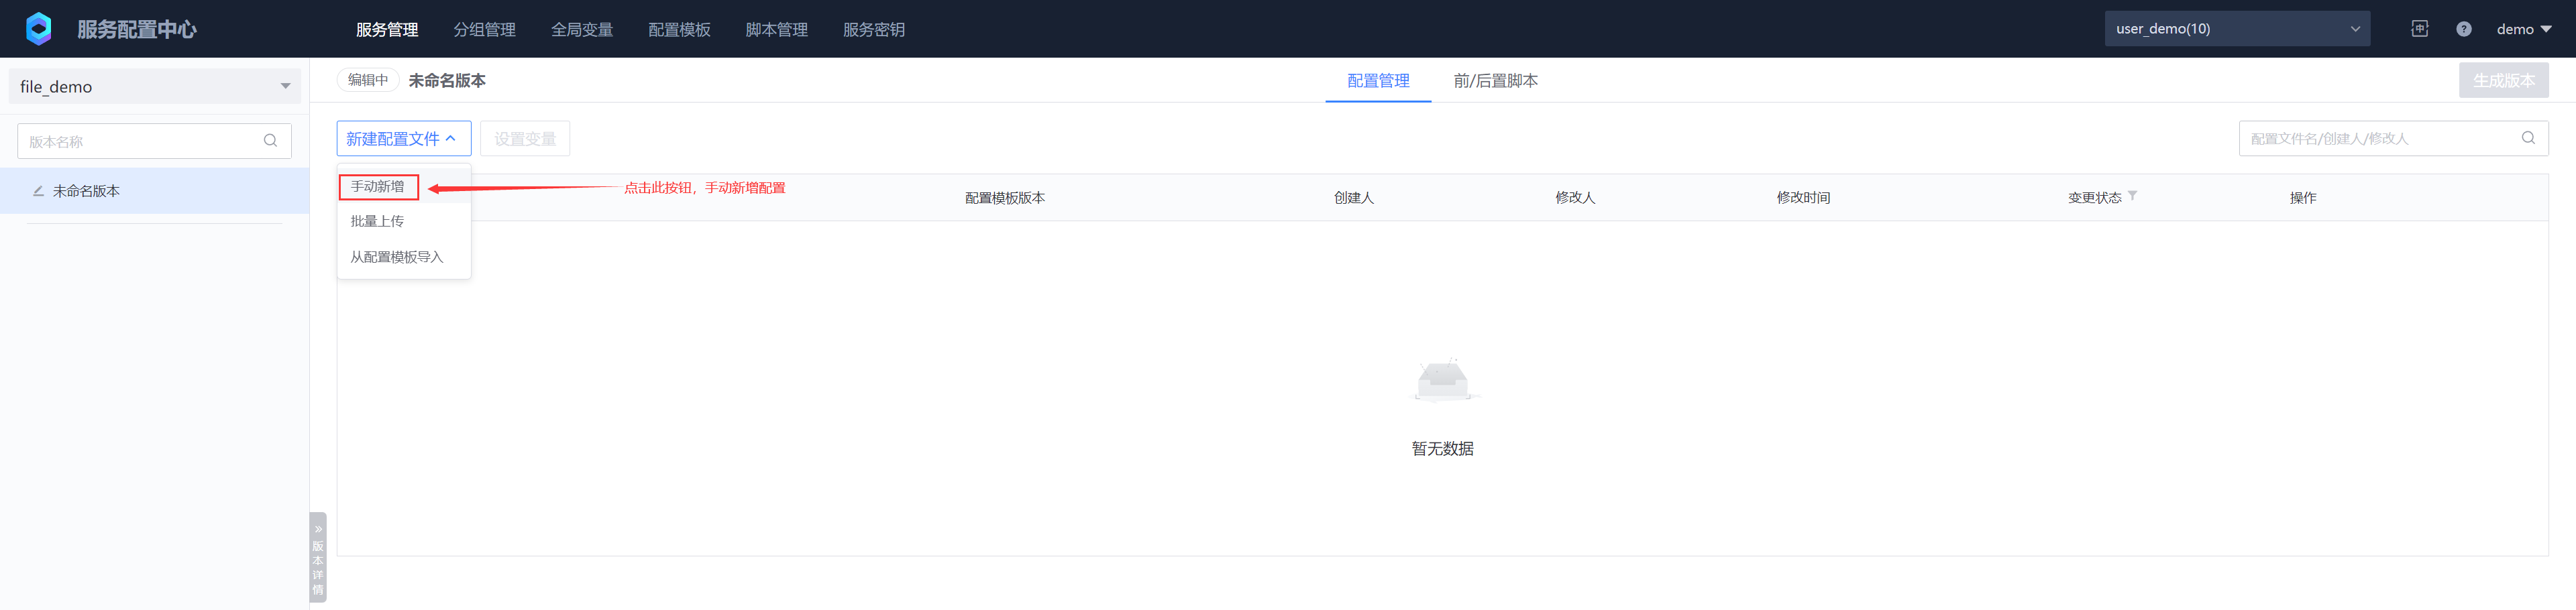 服务配置中心
服务管理 分组管理 全局变量 配置模板 脚本管理 服务密钥
user_demo(10)
中
?
demo
file_demo
编辑中 未命名版本
配置管理 前/后置脚本
生成版本
版本名称
新建配置文件 设置变量
配置文件名/创建人/修改人
未命名版本
手动新增
点击此按钮，手动新增配置
批量上传
从配置模板导入
配置模板版本 创建人 修改人 修改时间 变更状态 操作
暂无数据
版本详情